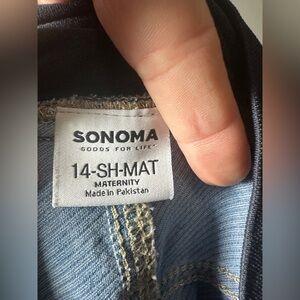 SONOMA
GOODS FOR LIFE™
14-SH-MAT
MATERNITY
Made in Pakistan